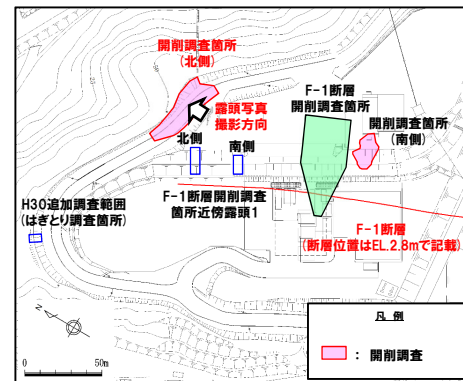 開削調査箇所
(北側)
F-1断層
開削調査箇所
露頭写真
撮影方向
開削調査箇所
(南側)
北側
南側
H30追加調査範囲
(はぎとり調査箇所)
F-1断層開削調査
箇所近傍露頭1
F-1断層
(断層位置はEL.2.8mで記載)
N
凡 例
: 開削調査
0
50m